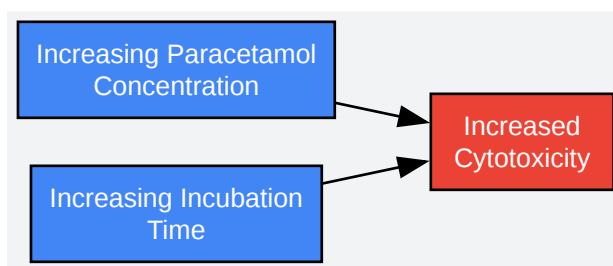 Increasing Paracetamol
Concentration
Increased
Cytotoxicity
Increasing Incubation
Time